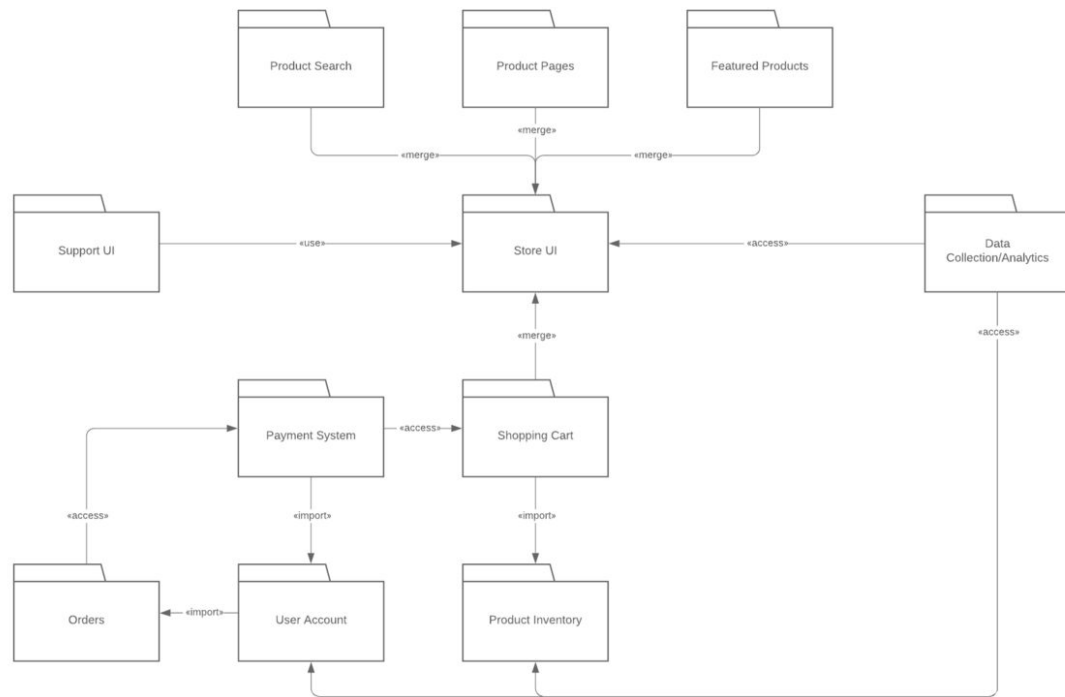 Product Search
Product Pages
Featured Products
«merge»
«merge»
«merge»
Support UI
«use»
Store UI
«access»
Data
Collection/Analytics
«merge»
«access»
Payment System
«access»
Shopping Cart
«access»
«import»
«import»
Orders
«import»
User Account
Product Inventory